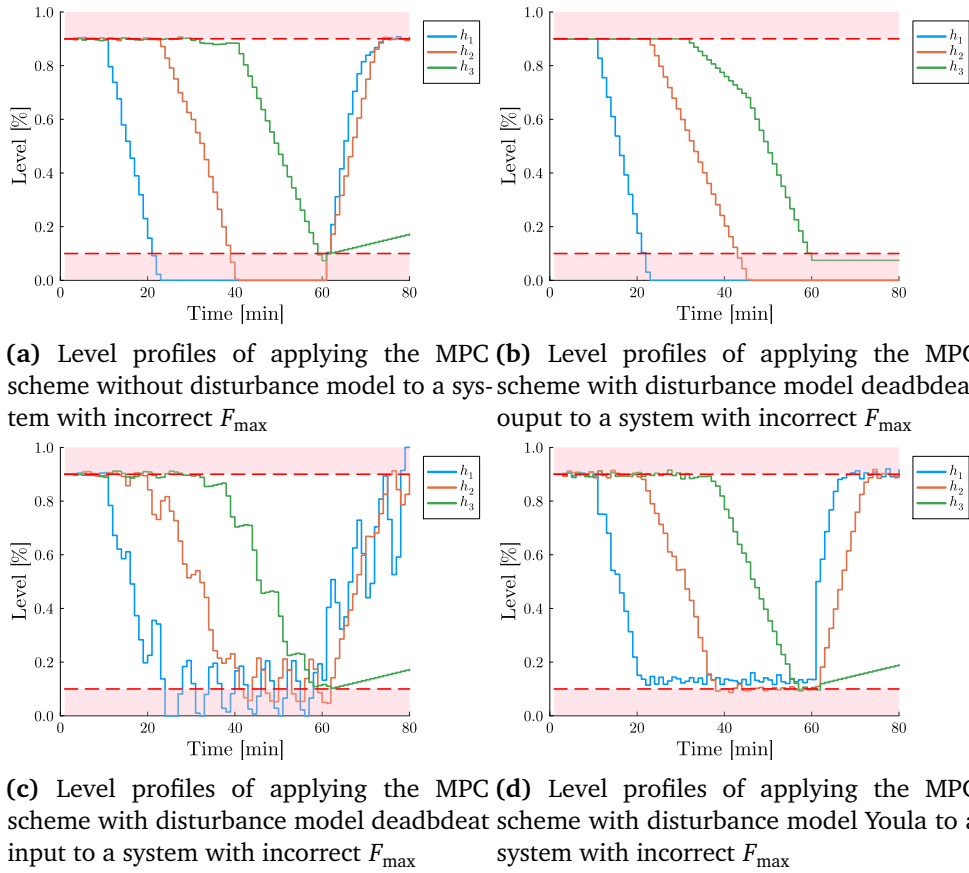 1.0
0.8
0.6
0.4
0.2
0.0
Level [%]
0
20
40
60
80
Time [min]
h1
h2
h3
1.0
0.8
0.6
0.4
0.2
0.0
Level [%]
0
20
40
60
80
Time [min]
h1
h2
h3
(a) Level profiles of applying the MPC
scheme without disturbance model to a sys-
tem with incorrect Fmax
(b) Level profiles of applying the MPC
scheme with disturbance model deadbdea
ouput to a system with incorrect Fmax
1.0
0.8
0.6
0.4
0.2
0.0
Level [%]
0
20
40
60
80
Time [min]
h1
h2
h3
1.0
0.8
0.6
0.4
0.2
0.0
Level [%]
0
20
40
60
80
Time [min]
h1
h2
h3
(c) Level profiles of applying the MPC
scheme with disturbance model deadbdeat
input to a system with incorrect Fmax
(d) Level profiles of applying the MPC
scheme with disturbance model Youla to a
system with incorrect Fmax